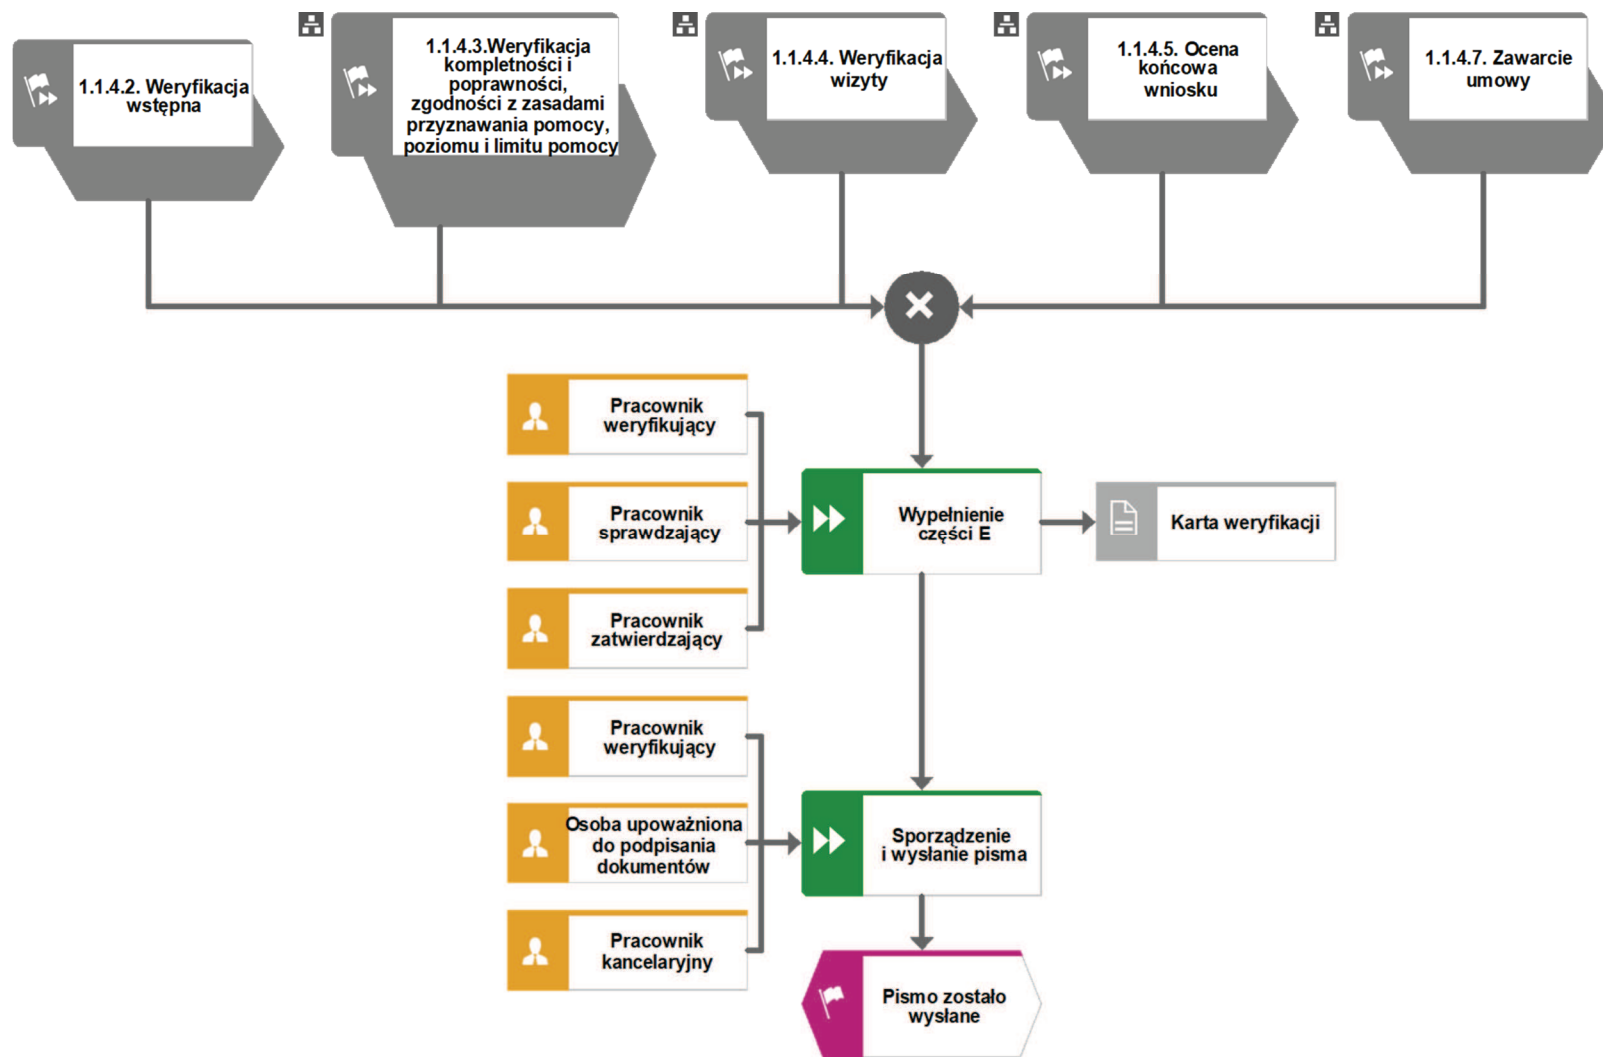 1.1.4.2. Weryfikacja
wstępna
1.1.4.3.Weryfikacja
kompletności i
poprawności,
zgodności z zasadami
przyznawania pomocy,
poziomu i limitu pomocy
1.1.4.4. Weryfikacja
wizyty
1.1.4.5. Ocena
końcowa
wniosku
1.1.4.7. Zawarcie
umowy
Pracownik
weryfikujący
Pracownik
sprawdzający
Pracownik
zatwierdzający
Wypełnienie
części E
Karta weryfikacji
Pracownik
weryfikujący
Osoba upoważniona
do podpisania
dokumentów
Pracownik
kancelaryjny
Sporządzenie
i wysłanie pisma
Pismo zostało
wysłane